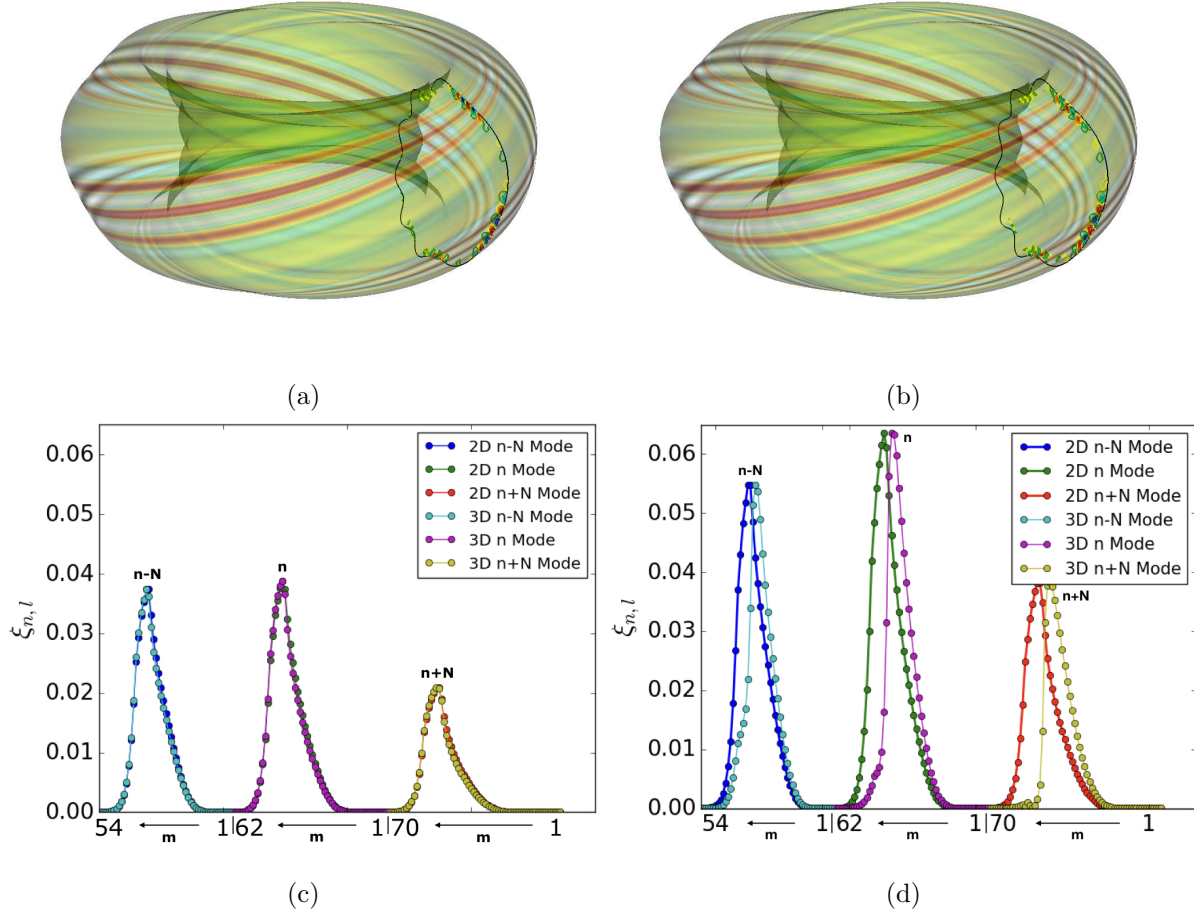 (a)
(b)
0.06
0.05
0.04
0.03
0.02
0.01
0.00
ξ̇n,l
2D n-N Mode
2D n Mode
2D n+N Mode
3D n-N Mode
3D n Mode
3D n+N Mode
n-N
n
n+N
54
1|62
1|70
1
m
m
m
(c)
0.06
0.05
0.04
0.03
0.02
0.01
0.00
ξ̇n,l
2D n-N Mode
2D n Mode
2D n+N Mode
3D n-N Mode
3D n Mode
3D n+N Mode
n-N
n
n+N
54
1|62
1|70
1
m
m
m
(d)